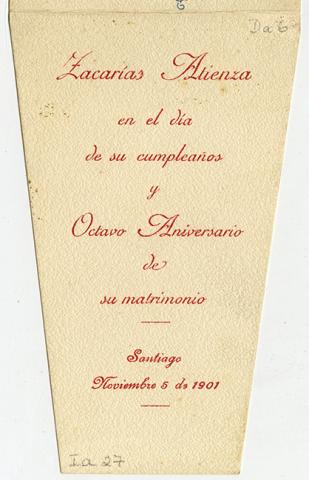 Da 6
Zacarías Atienza
en el día
de su cumpleaños
y
Octavo Aniversario
de
su matrimonio
Santiago
Noviembre 5 de 1901
Ia 27